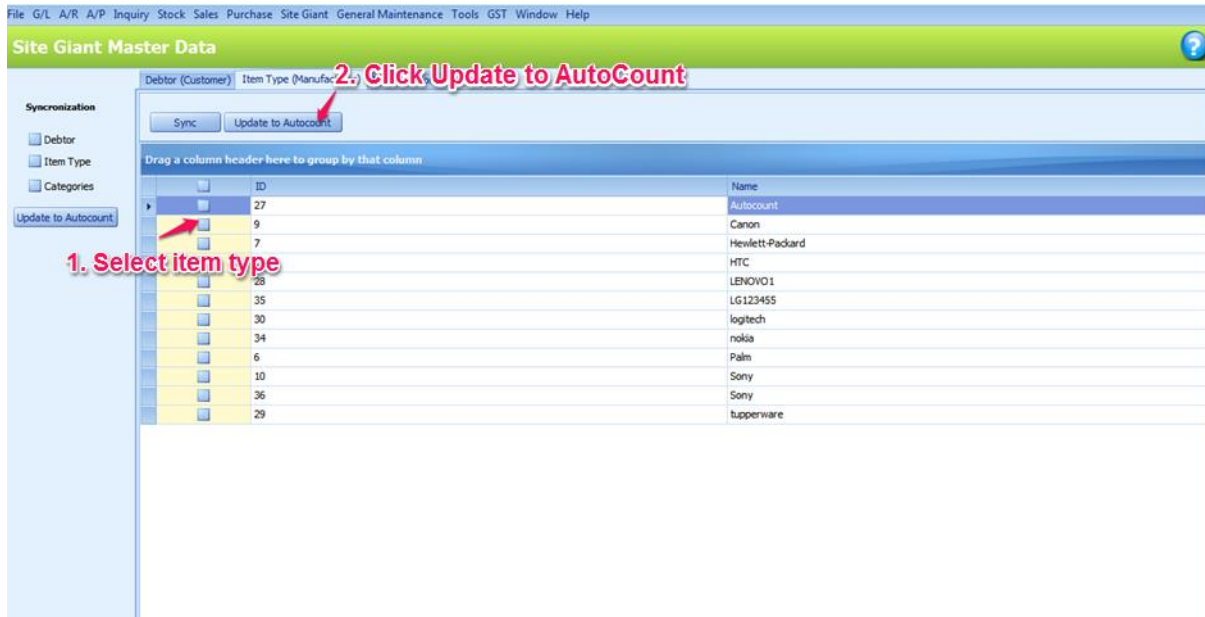 File G/L A/R A/P Inquiry Stock Sales Purchase Site Giant General Maintenance Tools GST Window Help
Site Giant Master Data
Debtor (Customer) Item Type
2. Click Update to AutoCount
Syncronization
Debtor
Item Type
Categories
Update to Autocount
Sync Update to Autocount
Drag a column header here to group by that column
ID Name
27 Autocount
9 Canon
7 Hewlett-Packard
1. Select item type
HTC
28 LENOVO1
35 LG123455
30 logitech
34 nokia
6 Palm
10 Sony
36 Sony
29 tupperware